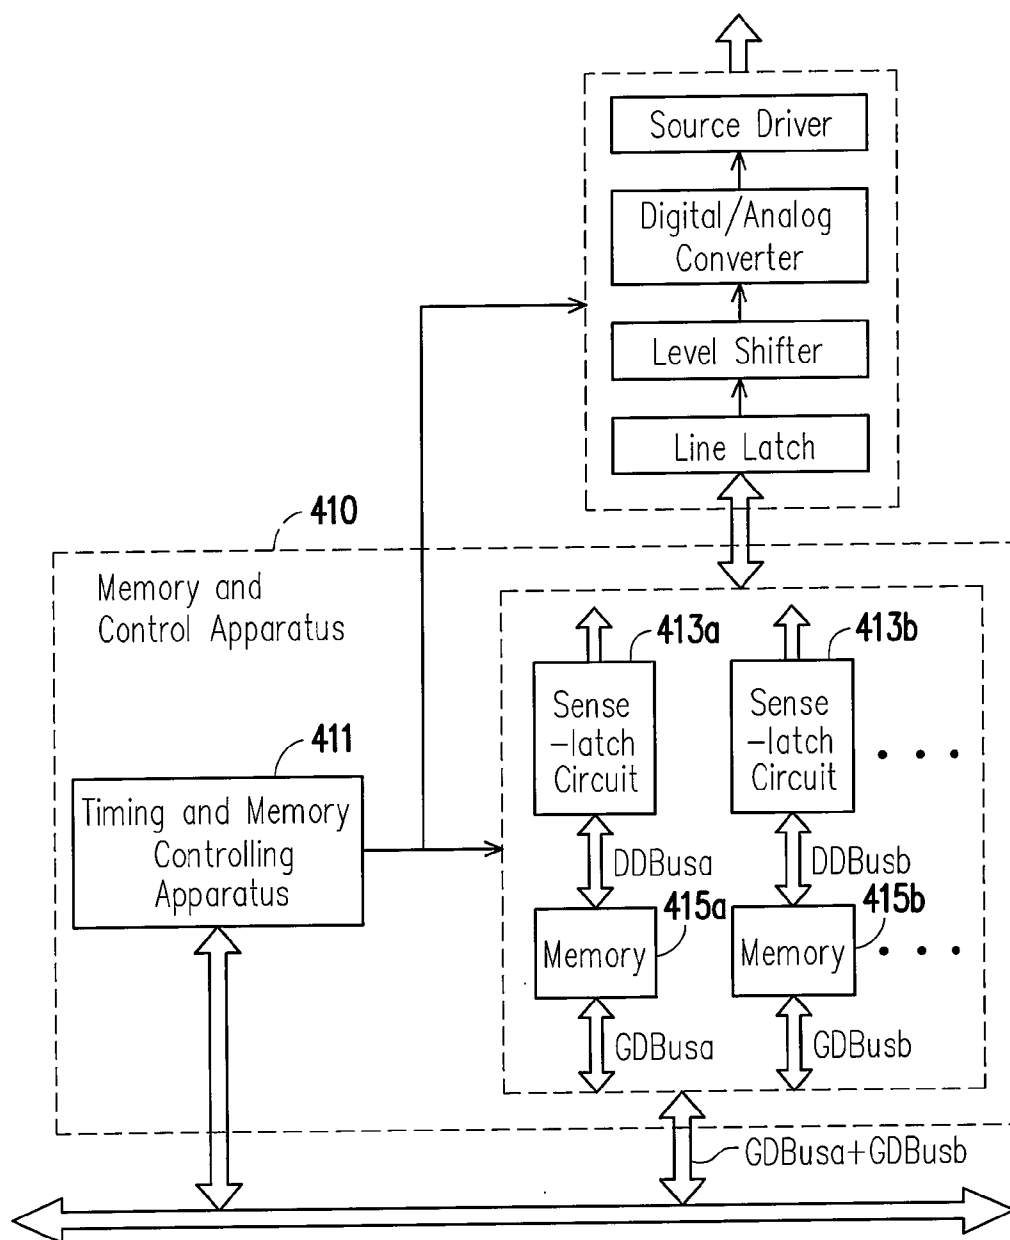 Source Driver
Digital/Analog
Converter
Level Shifter
Line Latch
410
Memory and
Control Apparatus
413a
413b
Sense
-latch
Circuit
Sense
-latch
Circuit
411
Timing and Memory
Controlling
Apparatus
DDBusa
DDBusb
415a
415b
Memory
Memory
GDBusa
GDBusb
GDBusa+GDBusb